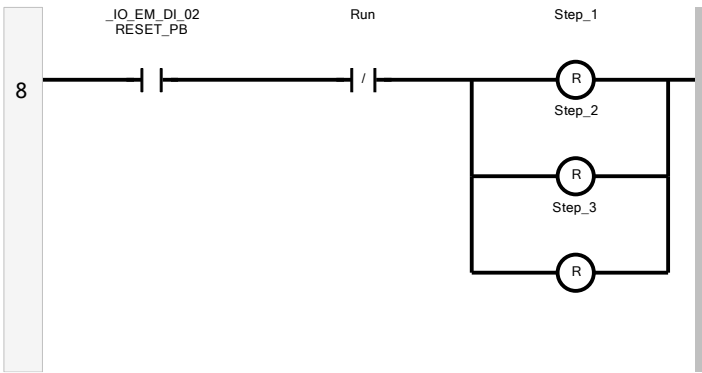 _IO_EM_DI_02 Run Step_1
RESET_PB
8 / R
Step_2
R
Step_3
R